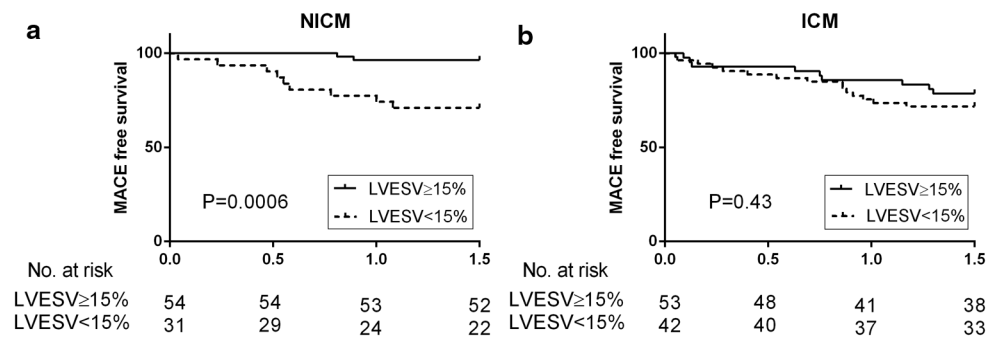 a
NICM
MACE free survival
100
50
0
0.0 0.5 1.0 1.5
LVESV≥15%
LVESV<15%
P=0.0006
No. at risk
LVESV≥15% 54 54 53 52
LVESV<15% 31 29 24 22
b
ICM
MACE free survival
100
50
0
0.0 0.5 1.0 1.5
LVESV≥15%
LVESV<15%
P=0.43
No. at risk
LVESV≥15% 53 48 41 38
LVESV<15% 42 40 37 33